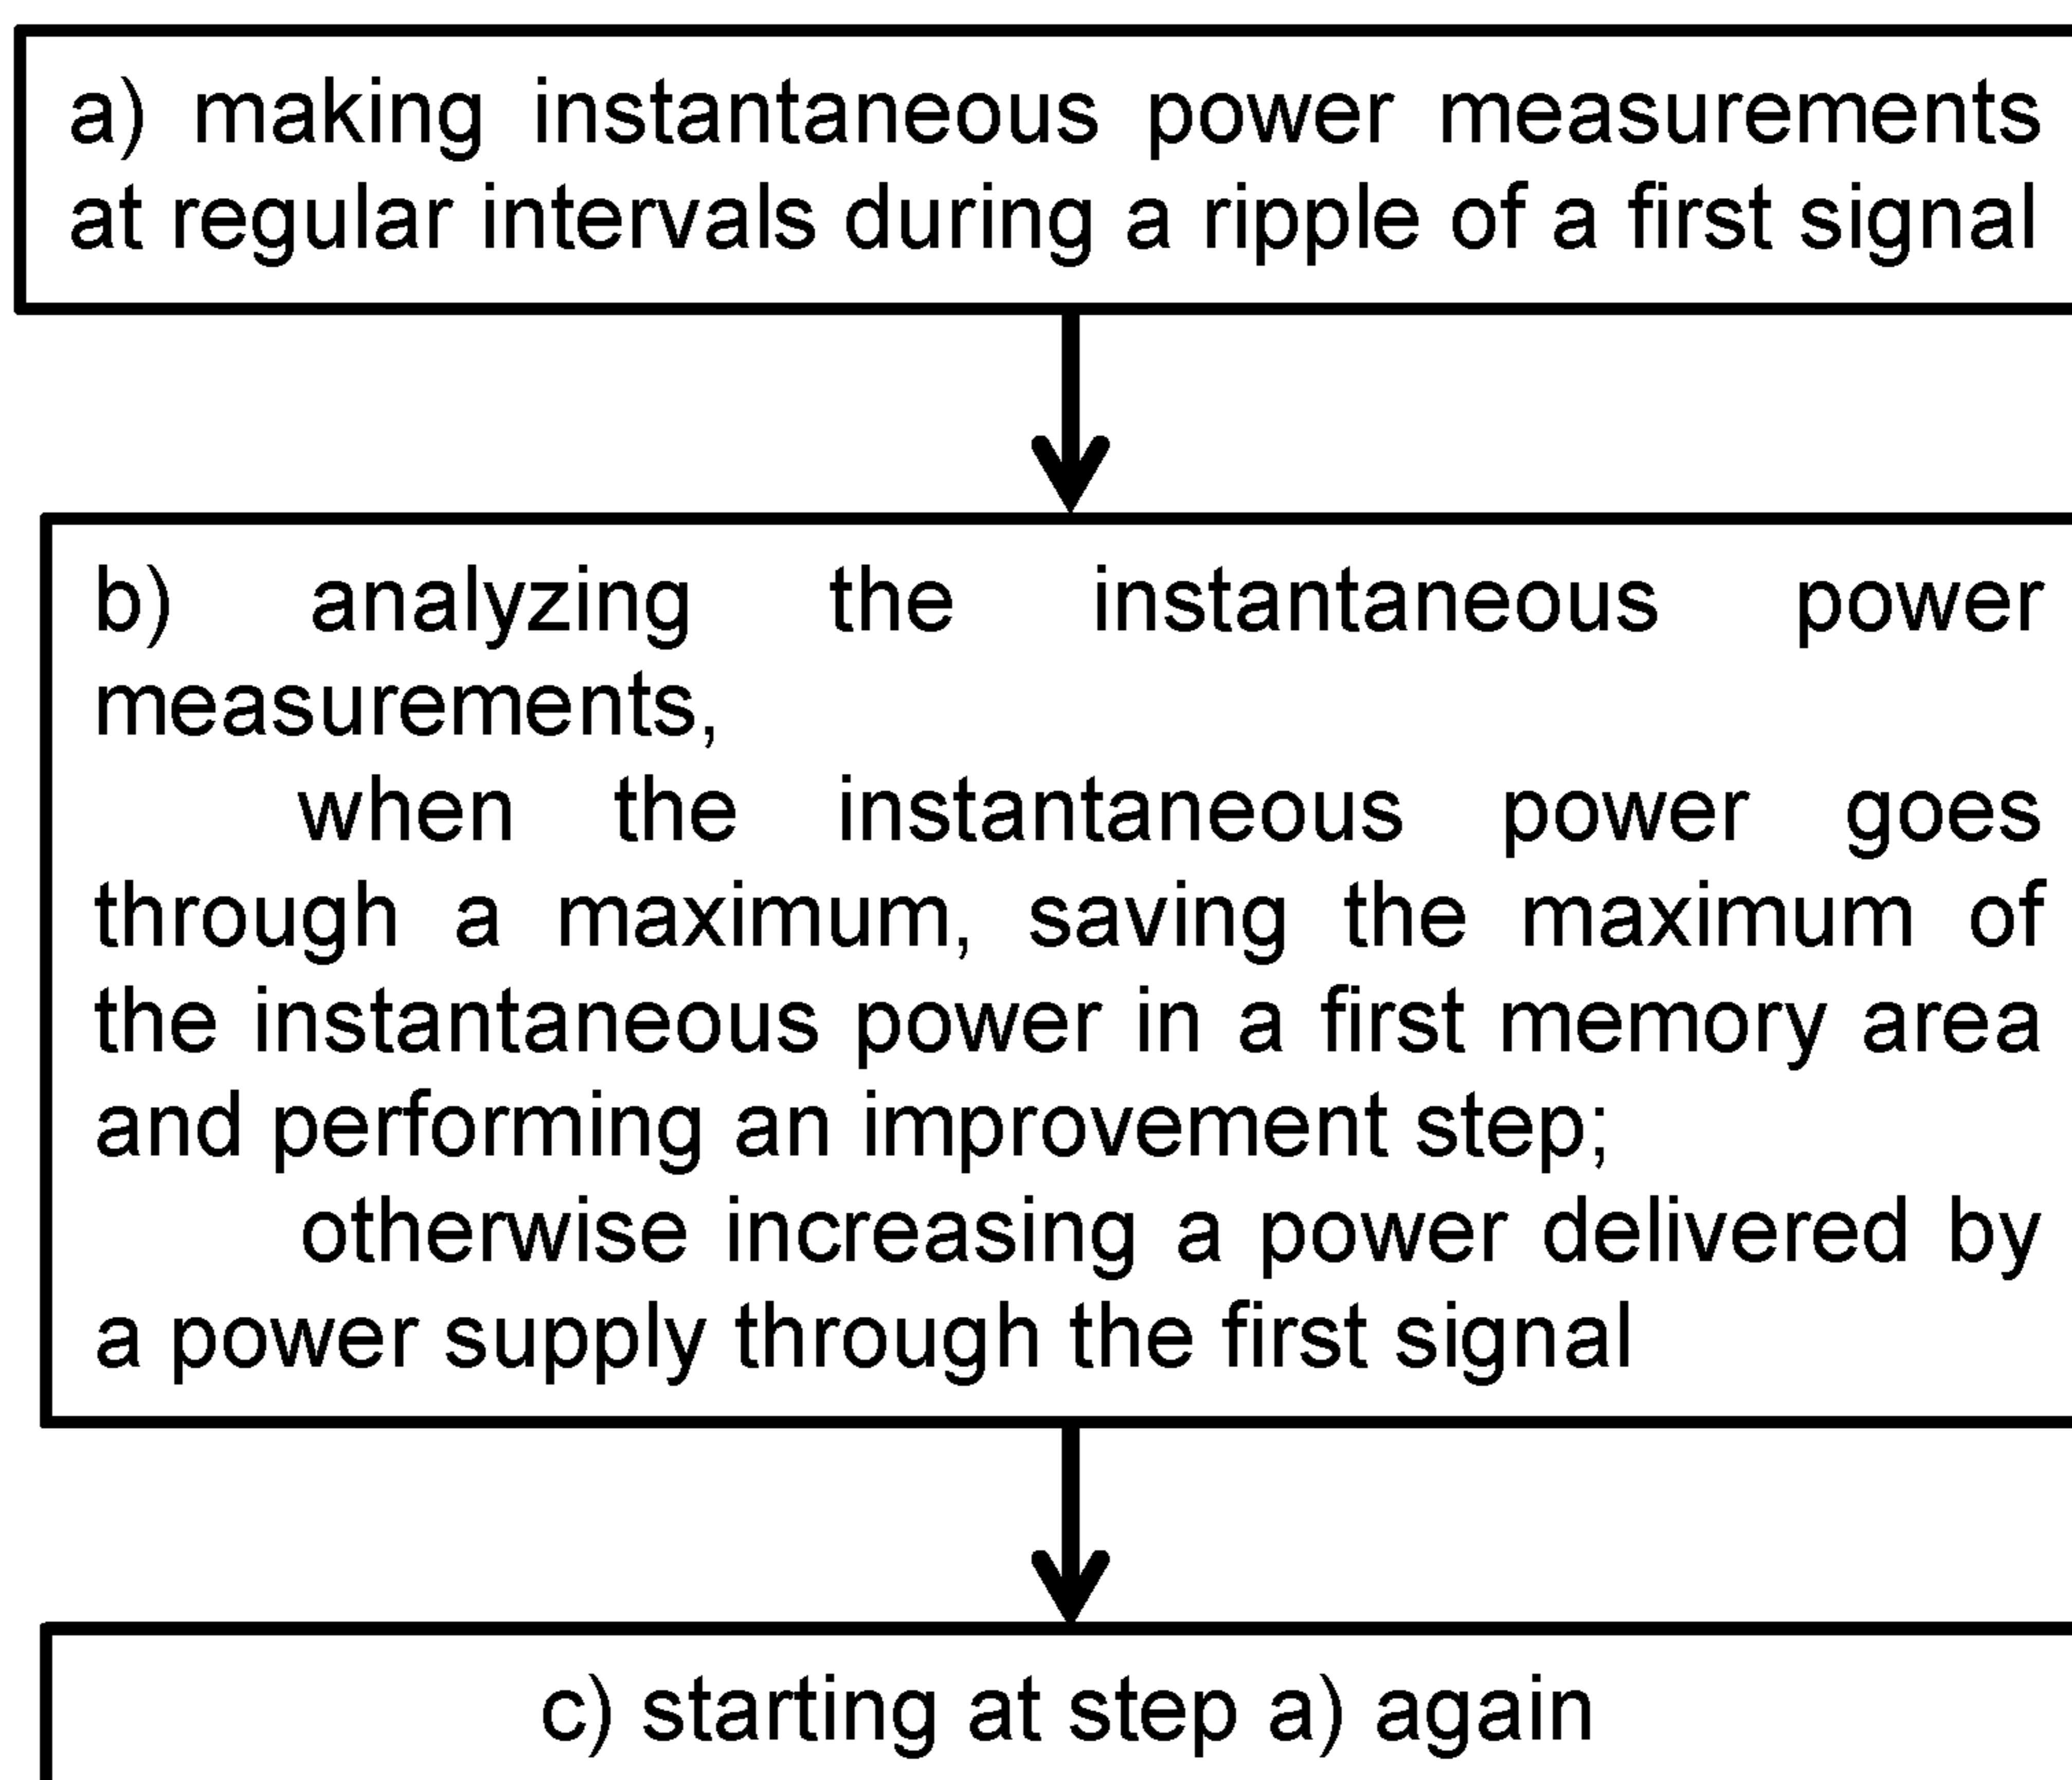 a) making instantaneous power measurements
at regular intervals during a ripple of a first signal
b) analyzing the instantaneous power
measurements,
when the instantaneous power goes
through a maximum, saving the maximum of
the instantaneous power in a first memory area
and performing an improvement step;
otherwise increasing a power delivered by
a power supply through the first signal
c) starting at step a) again